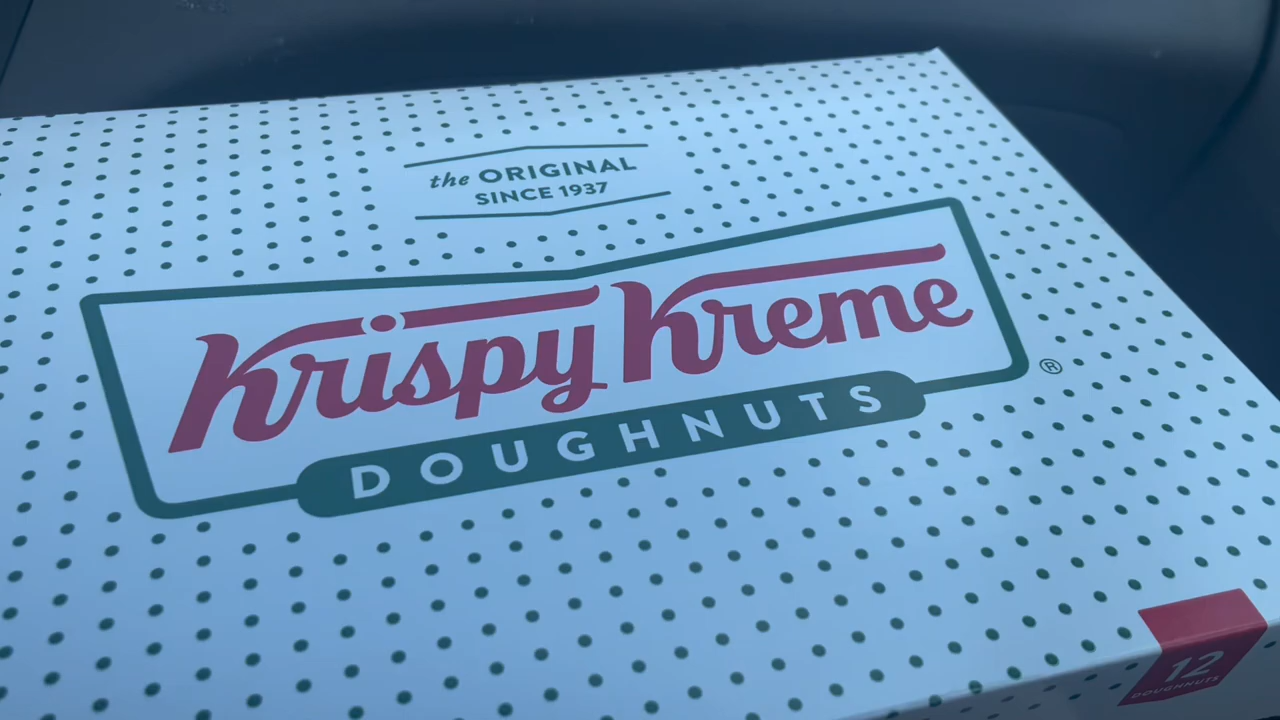 the ORIGINAL
SINCE 1937
Krispy Kreme
®
DOUGHNUTS
12
DOUGHNUTS